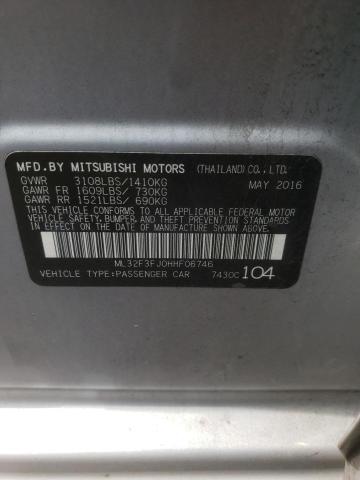 MFD.BY MITSUBISHI MOTORS (THAILAND)CO.,LTD.
GVWR 3108LBS/1410KG MAY 2016
GAWR FR 1609LBS/ 730KG
GAWR RR 1521LBS/ 690KG
THIS VEHICLE CONFORMS TO ALL APPLICABLE FEDERAL MOTOR VEHICLE
SAFETY,BUMPER,AND THEFT PREVENTION STANDARDS IN EFFECT
ON THE DATE OF MANUFACTURE SHOWN ABOVE.
ML32F3FJ0HHF06746
VEHICLE TYPE:PASSENGER CAR 7430C 104